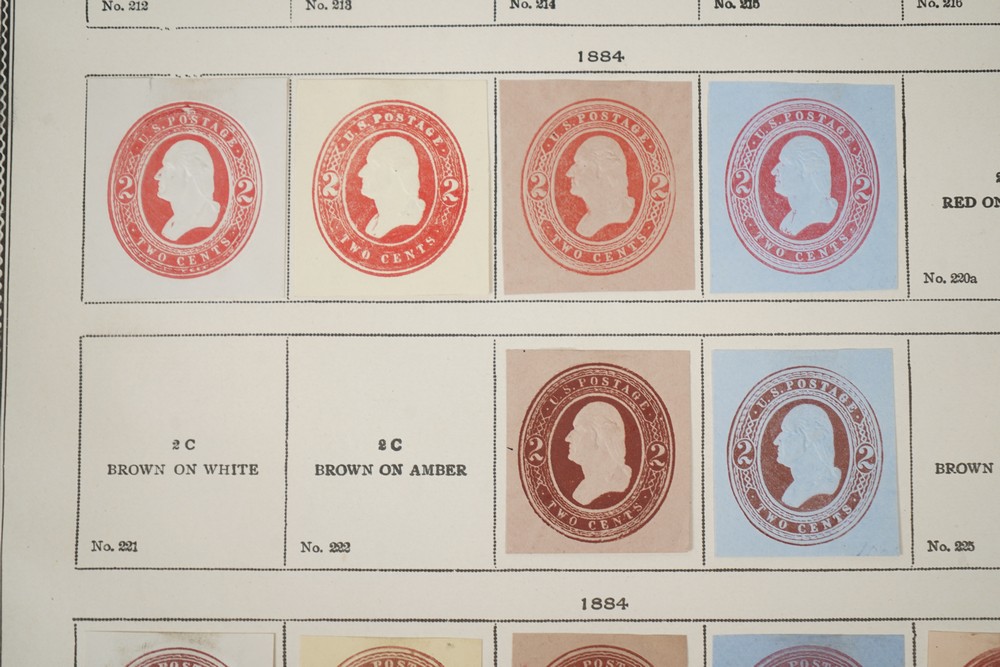 No. 212
No. 213
No. 214
No. 215
No. 216
1884
U.S. POSTAGE
2 2
TWO CENTS
U.S. POSTAGE
2 2
TWO CENTS
U.S. POSTAGE
2 2
TWO CENTS
U.S. POSTAGE
2 2
TWO CENTS
RED ON
No. 220a
2 C
BROWN ON WHITE
No. 221
2 C
BROWN ON AMBER
No. 222
U.S. POSTAGE
2 2
TWO CENTS
U.S. POSTAGE
2 2
TWO CENTS
BROWN
No. 225
1884